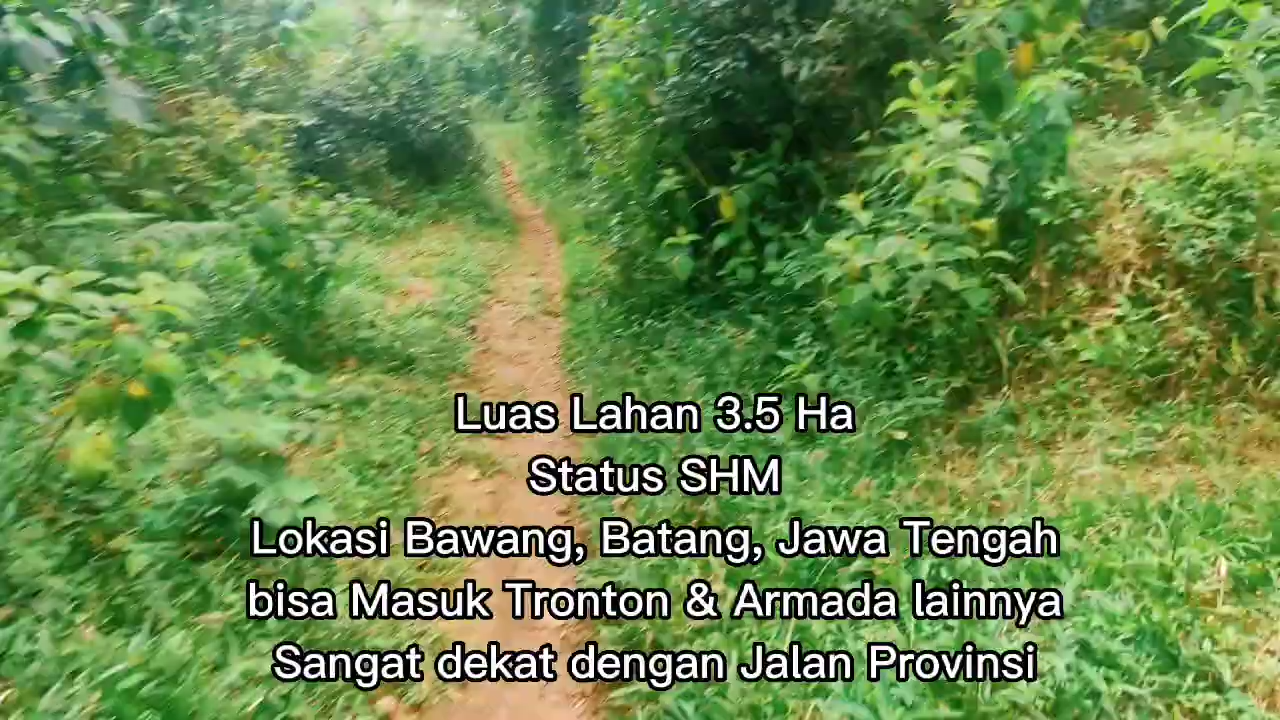 Luas Lahan 3.5 Ha
Status SHM
Lokasi Bawang, Batang, Jawa Tengah
bisa Masuk Tronton & Armada lainnya
Sangat dekat dengan Jalan Provinsi